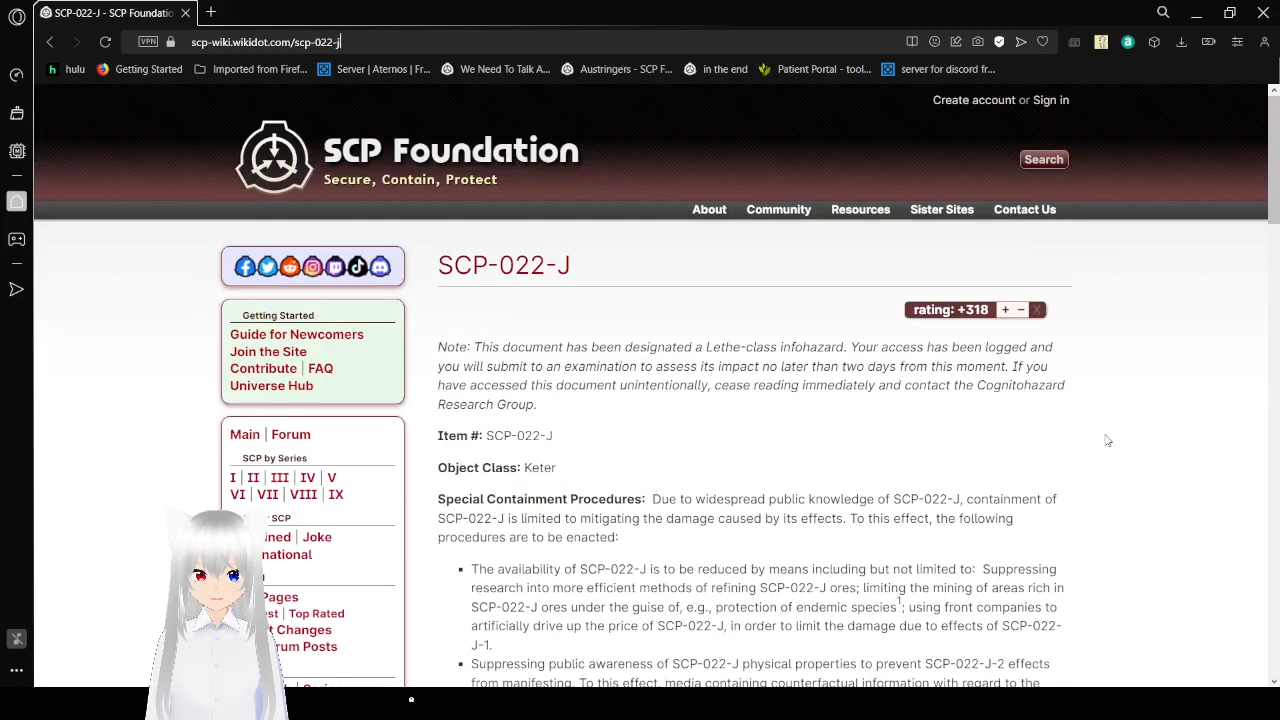 SCP-022-J - SCP Foundatio
VPN
scp-wiki.wikidot.com/scp-022-j
hulu
Getting Started
Imported from Firef...
Server | Aternos | Fr...
We Need To Talk A...
Austringers - SCP F...
in the end
Patient Portal - tool...
server for discord fr...
Create account or Sign in
SCP Foundation
Secure, Contain, Protect
Search
About
Community
Resources
Sister Sites
Contact Us
Getting Started
Guide for Newcomers
Join the Site
Contribute | FAQ
Universe Hub
Main | Forum
SCP by Series
I | II | III | IV | V
VI | VII | VIII | IX
SCP
ined | Joke
national
Pages
est | Top Rated
t Changes
rum Posts
SCP-022-J
rating: +318 + − X
Note: This document has been designated a Lethe-class infohazard. Your access has been logged and
you will submit to an examination to assess its impact no later than two days from this moment. If you
have accessed this document unintentionally, cease reading immediately and contact the Cognitohazard
Research Group.
Item #: SCP-022-J
Object Class: Keter
Special Containment Procedures: Due to widespread public knowledge of SCP-022-J, containment of
SCP-022-J is limited to mitigating the damage caused by its effects. To this effect, the following
procedures are to be enacted:
The availability of SCP-022-J is to be reduced by means including but not limited to: Suppressing
research into more efficient methods of refining SCP-022-J ores; limiting the mining of areas rich in
SCP-022-J ores under the guise of, e.g., protection of endemic species1; using front companies to
artificially drive up the price of SCP-022-J, in order to limit the damage due to effects of SCP-022-
J-1.
Suppressing public awareness of SCP-022-J physical properties to prevent SCP-022-J-2 effects
from manifesting. To this effect, media containing counterfactual information with regard to the